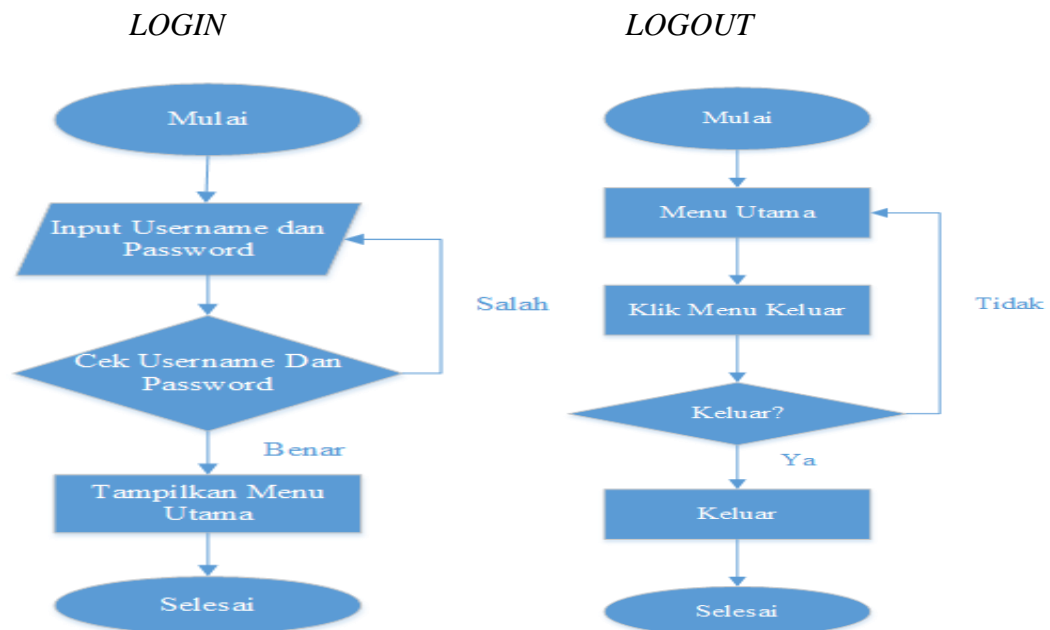 LOGIN
Mulai
Input Username dan
Password
Salah
Cek Username Dan
Password
Benar
Tampilkan Menu
Utama
Selesai
LOGOUT
Mulai
Menu Utama
Klik Menu Keluar
Tidak
Keluar?
Ya
Keluar
Selesai